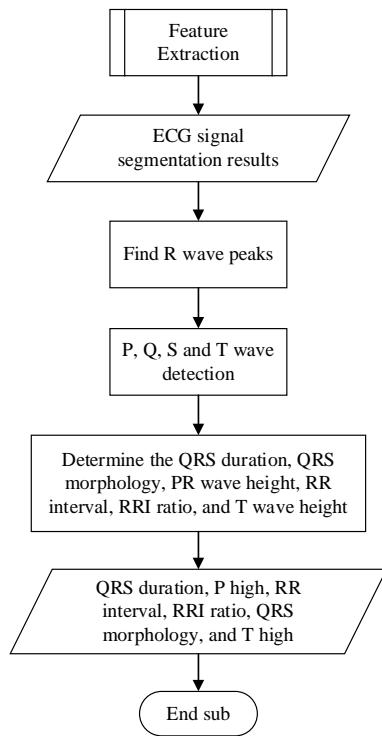 Feature
Extraction
ECG signal
segmentation results
Find R wave peaks
P, Q, S and T wave
detection
Determine the QRS duration, QRS
morphology, PR wave height, RR
interval, RRI ratio, and T wave height
QRS duration, P high, RR
interval, RRI ratio, QRS
morphology, and T high
End sub